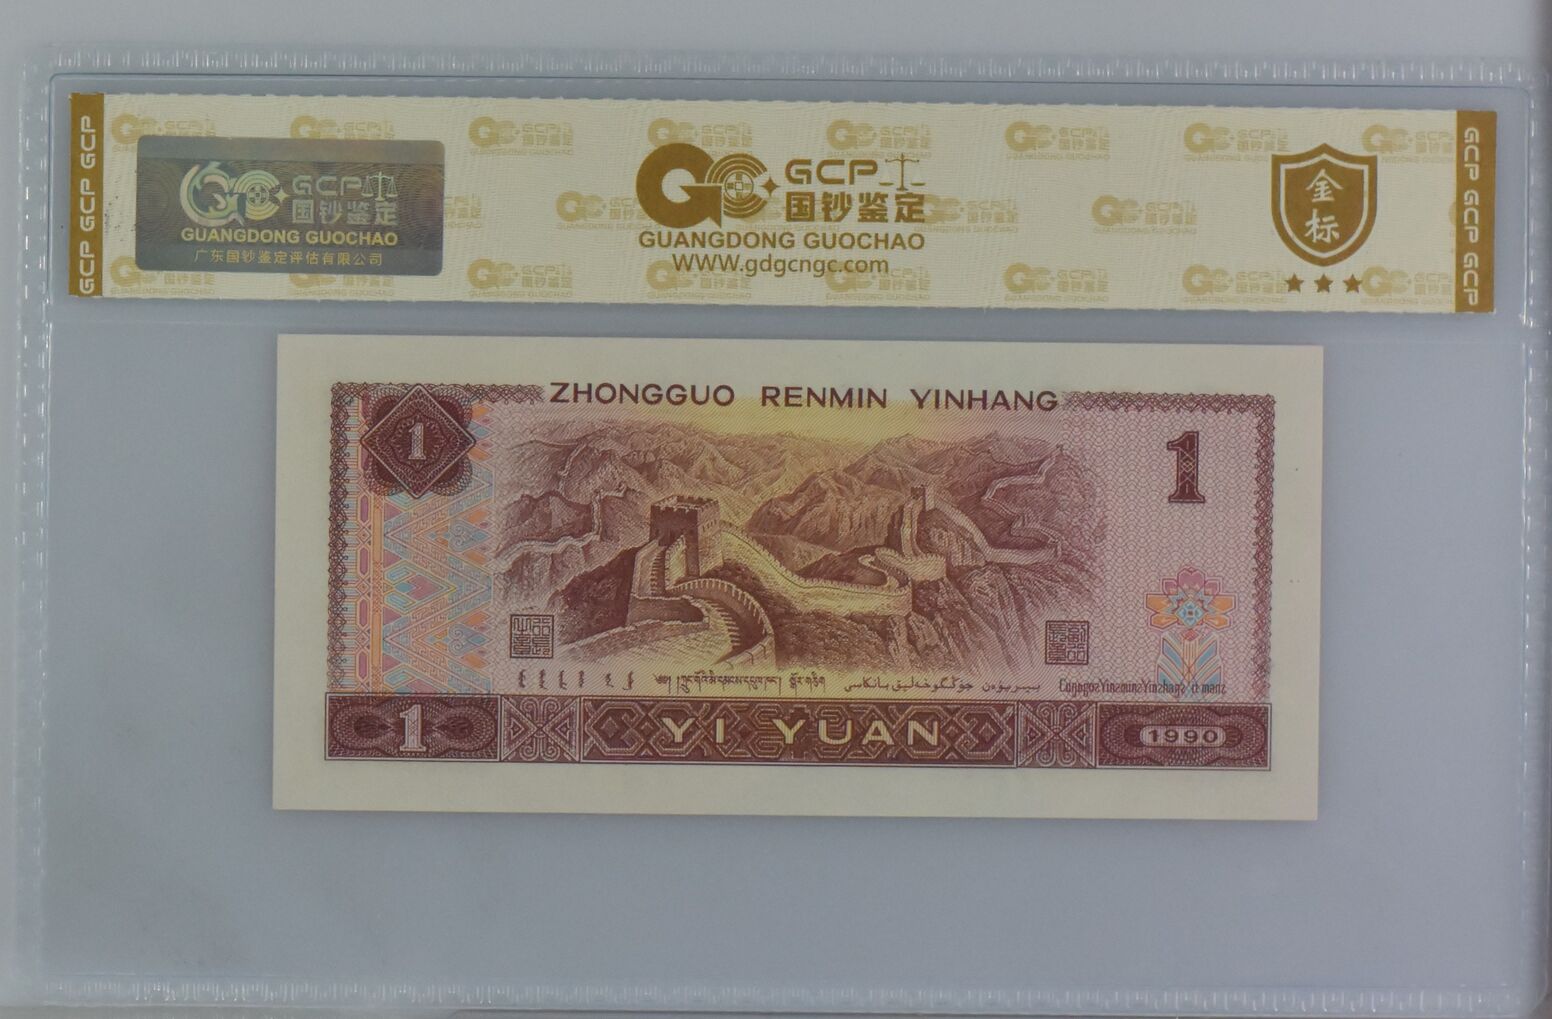 GCP GCP GCP
GCP
国钞鉴定
GUANGDONG GUOCHAO
广东国钞鉴定评估有限公司
GCP
国钞鉴定
GUANGDONG GUOCHAO
WWW.gdgcngc.com
金标
GCP GCP GCP
ZHONGGUO RENMIN YINHANG
1
1
1
YI YUAN
1990